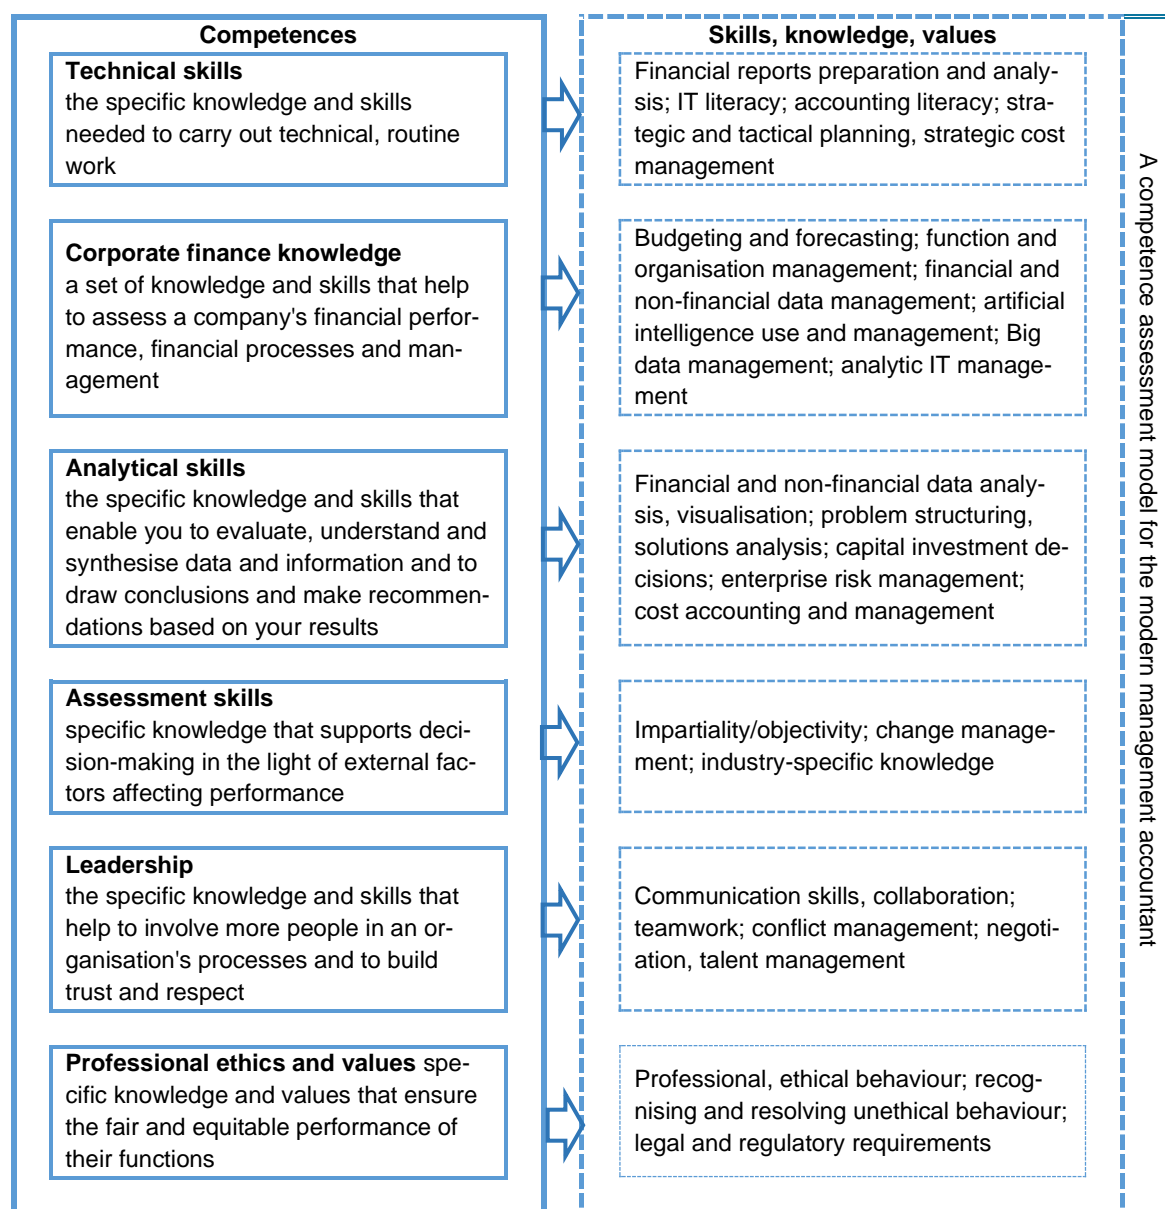 Competences
Technical skills
the specific knowledge and skills
needed to carry out technical, routine
work
Corporate finance knowledge
a set of knowledge and skills that help
to assess a company's financial perfor-
mance, financial processes and man-
agement
Analytical skills
the specific knowledge and skills that
enable you to evaluate, understand and
synthesise data and information and to
draw conclusions and make recommen-
dations based on your results
Assessment skills
specific knowledge that supports deci-
sion-making in the light of external fac-
tors affecting performance
Leadership
the specific knowledge and skills that
help to involve more people in an or-
ganisation's processes and to build
trust and respect
Professional ethics and values spe-
cific knowledge and values that ensure
the fair and equitable performance of
their functions
Skills, knowledge, values
Financial reports preparation and analy-
sis; IT literacy; accounting literacy; stra-
tegic and tactical planning, strategic cost
management
Budgeting and forecasting; function and
organisation management; financial and
non-financial data management; artificial
intelligence use and management; Big
data management; analytic IT manage-
ment
Financial and non-financial data analy-
sis, visualisation; problem structuring,
solutions analysis; capital investment de-
cisions; enterprise risk management;
cost accounting and management
Impartiality/objectivity; change manage-
ment; industry-specific knowledge
Communication skills, collaboration;
teamwork; conflict management; negoti-
ation, talent management
Professional, ethical behaviour; recog-
nising and resolving unethical behaviour;
legal and regulatory requirements
A competence assessment model for the modern management accountant